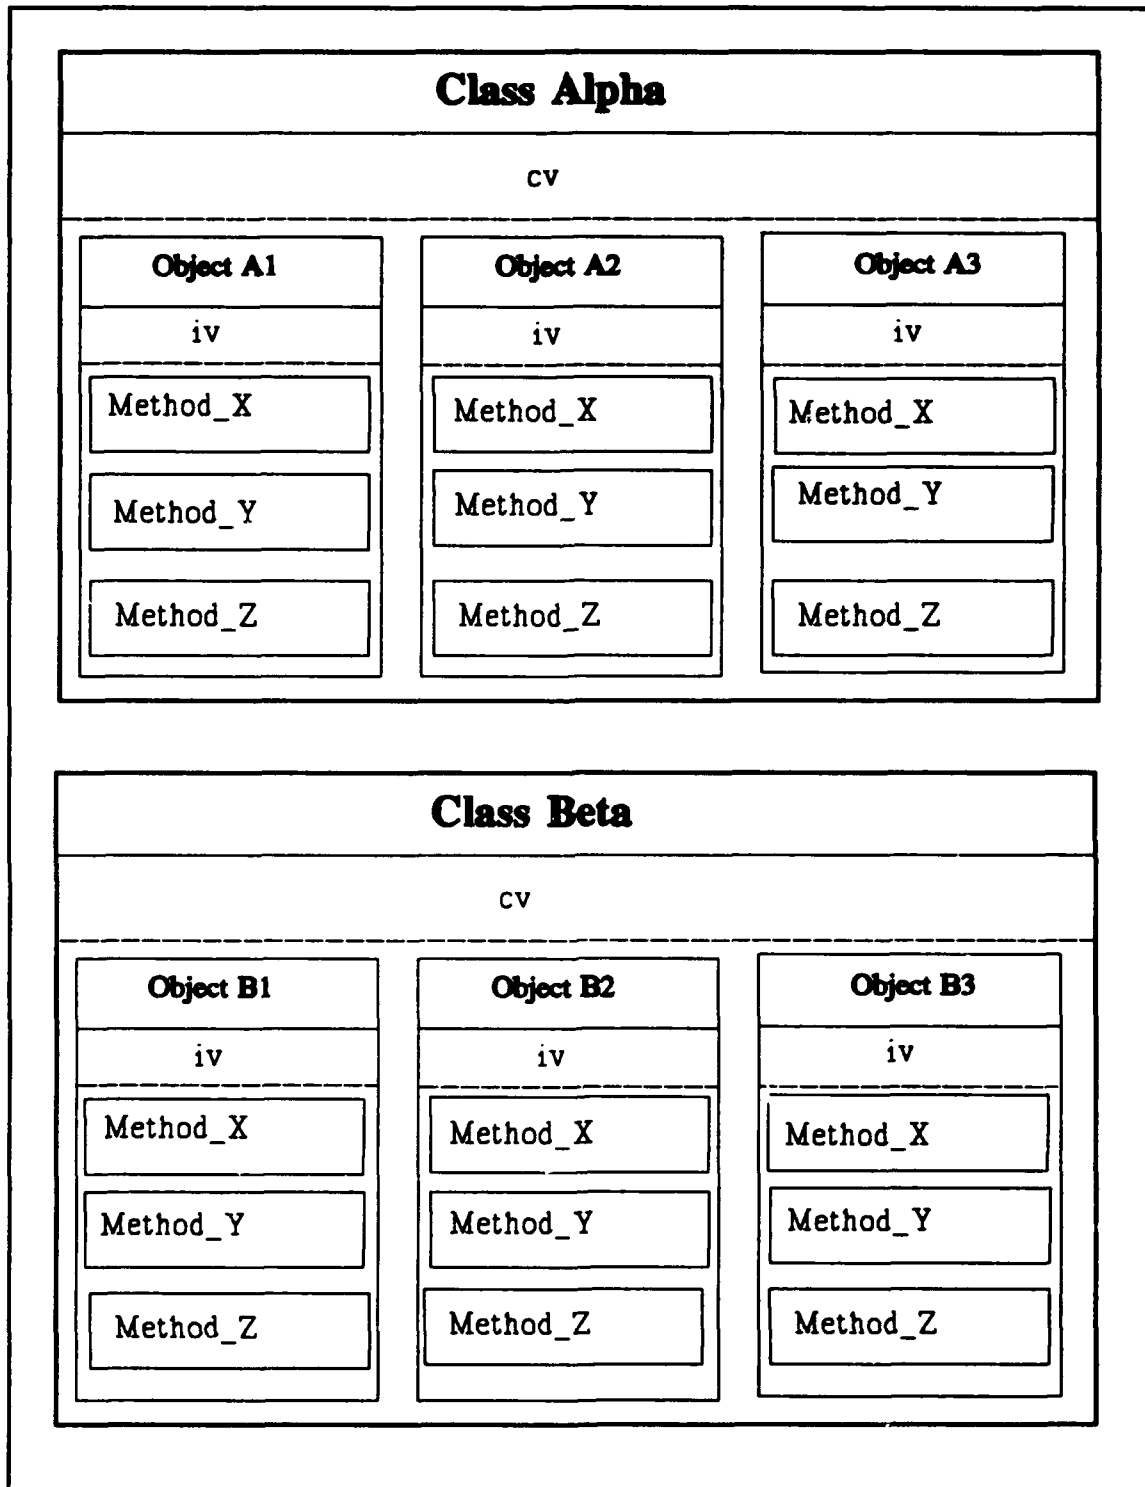 Class Alpha
cv
Object A1 Object A2 Object A3
iv iv iv
Method_X Method_X Method_X
Method_Y Method_Y Method_Y
Method_Z Method_Z Method_Z
Class Beta
cv
Object B1 Object B2 Object B3
iv iv iv
Method_X Method_X Method_X
Method_Y Method_Y Method_Y
Method_Z Method_Z Method_Z